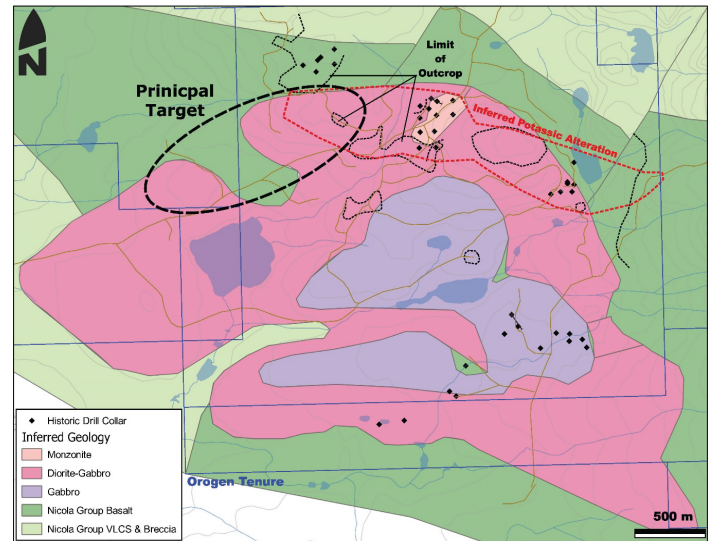 N
Limit
of
Outcrop
Prinicpal
Target
Inferred Potassic Alteration
Historic Drill Collar
Inferred Geology
Monzonite
Diorite-Gabbro
Gabbro
Nicola Group Basalt
Nicola Group VLCS & Breccia
Orogen Tenure
500 m